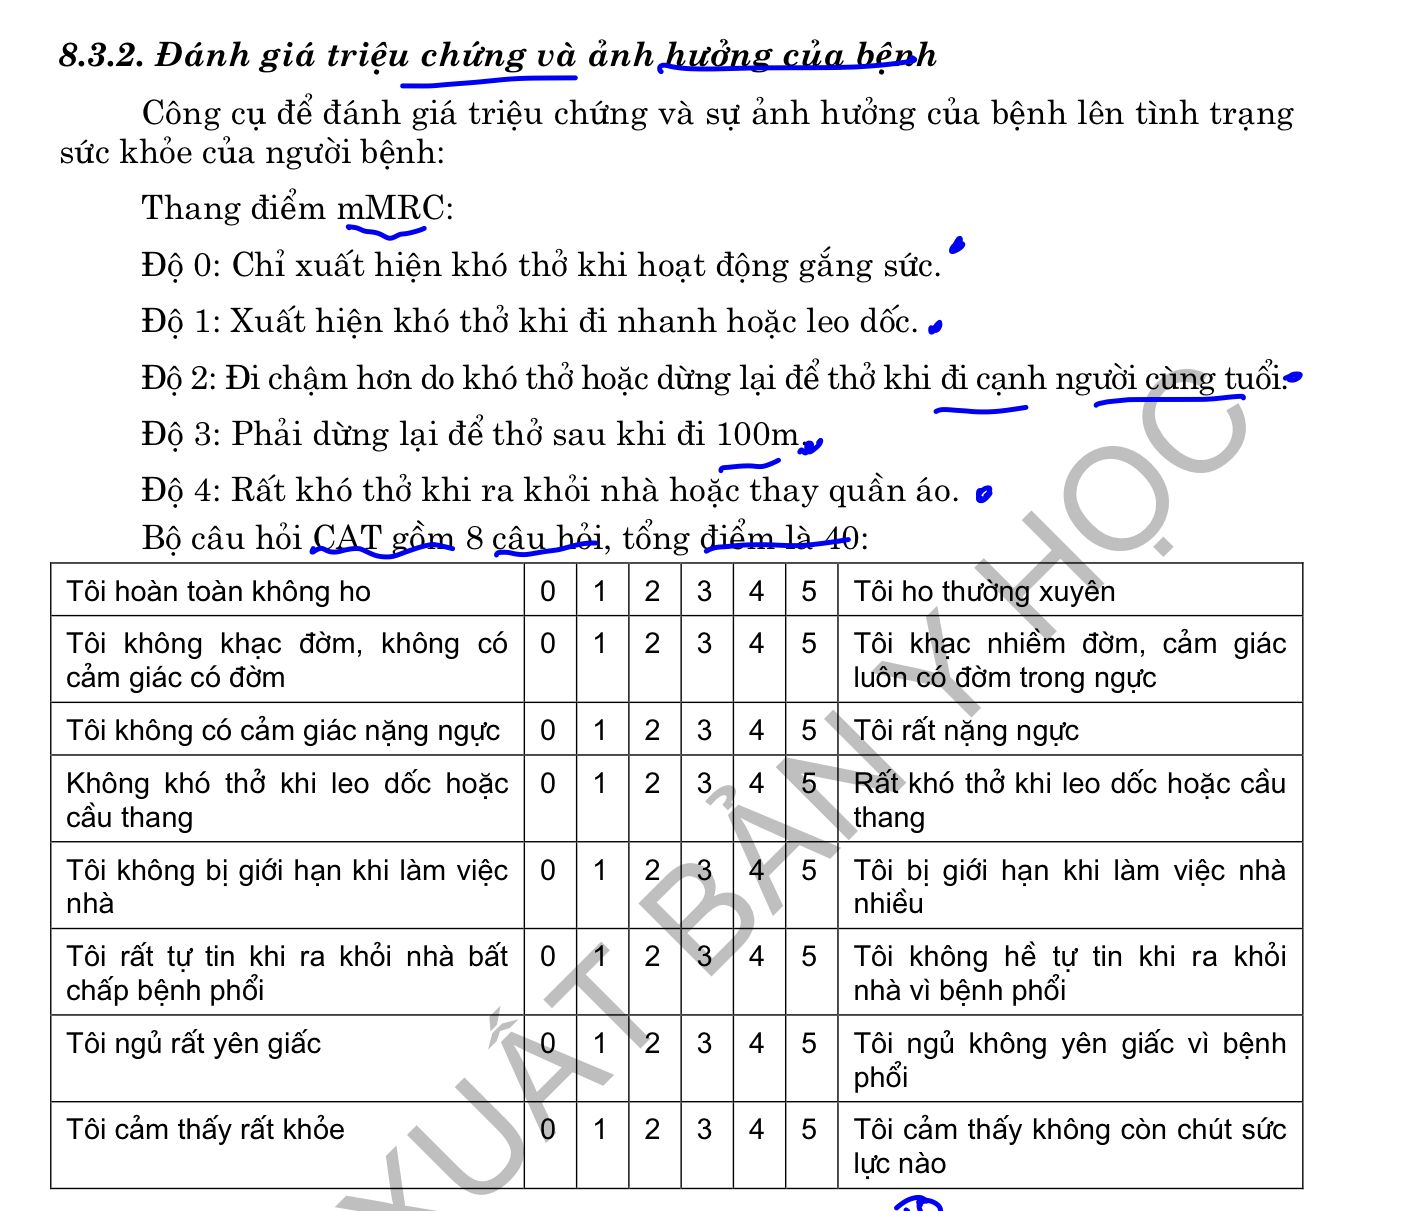 8.3.2. Đánh giá triệu chứng và ảnh hưởng của bệnh
Công cụ để đánh giá triệu chứng và sự ảnh hưởng của bệnh lên tình trạng
sức khỏe của người bệnh:
Thang điểm mMRC:
Độ 0: Chỉ xuất hiện khó thở khi hoạt động gắng sức.
Độ 1: Xuất hiện khó thở khi đi nhanh hoặc leo dốc.
Độ 2: Đi chậm hơn do khó thở hoặc dừng lại để thở khi đi cạnh người cùng tuổi.
Độ 3: Phải dừng lại để thở sau khi đi 100m.
Độ 4: Rất khó thở khi ra khỏi nhà hoặc thay quần áo.
Bộ câu hỏi CAT gồm 8 câu hỏi, tổng điểm là 40:
Tôi hoàn toàn không ho 0 1 2 3 4 5 Tôi ho thường xuyên
Tôi không khạc đờm, không có 0 1 2 3 4 5 Tôi khạc nhiềm đờm, cảm giác
cảm giác có đờm luôn có đờm trong ngực
Tôi không có cảm giác nặng ngực 0 1 2 3 4 5 Tôi rất nặng ngực
Không khó thở khi leo dốc hoặc 0 1 2 3 4 5 Rất khó thở khi leo dốc hoặc cầu
cầu thang thang
Tôi không bị giới hạn khi làm việc 0 1 2 3 4 5 Tôi bị giới hạn khi làm việc nhà
nhà nhiều
Tôi rất tự tin khi ra khỏi nhà bất 0 1 2 3 4 5 Tôi không hề tự tin khi ra khỏi
chấp bệnh phổi nhà vì bệnh phổi
Tôi ngủ rất yên giấc 0 1 2 3 4 5 Tôi ngủ không yên giấc vì bệnh
phổi
Tôi cảm thấy rất khỏe 0 1 2 3 4 5 Tôi cảm thấy không còn chút sức
lực nào
XUẤT BẢN Y HỌC